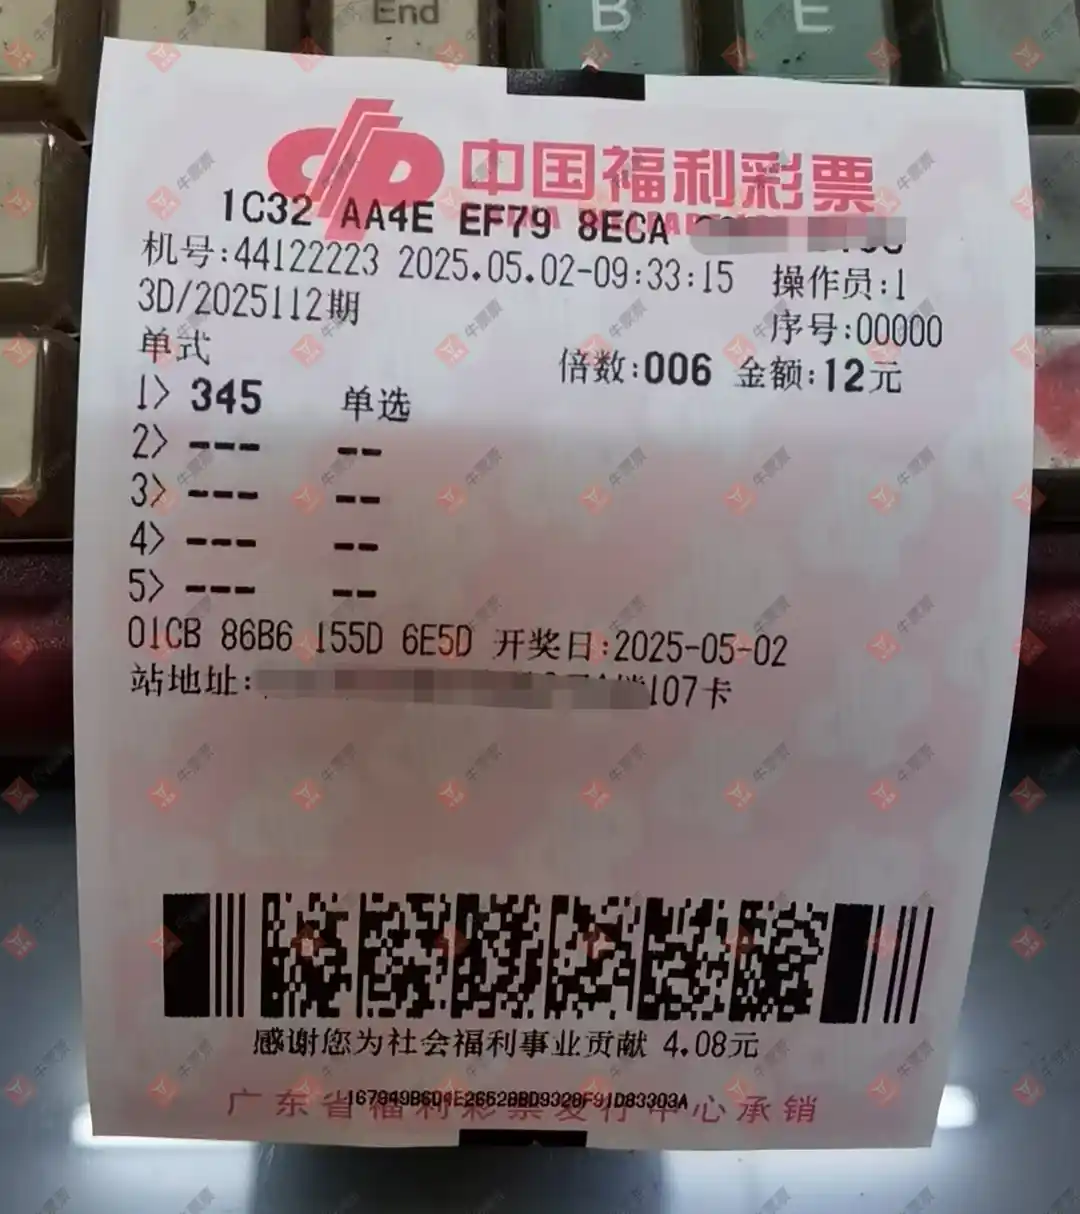 End
B
E
中国福利彩票
1C32 AA4E EF79 8ECA
机号:44122223 2025.05.02-09:33:15 操作员:1
3D/2025112期
序号:00000
单式
倍数:006 金额:12元
1> 345 单选
2> --- --
3> --- --
4> --- --
5> --- --
01CB 86B6 155D 6E5D 开奖日:2025-05-02
站地址:
107卡
感谢您为社会福利事业贡献 4.08元
广东省福利彩票发行中心承销
牛票票